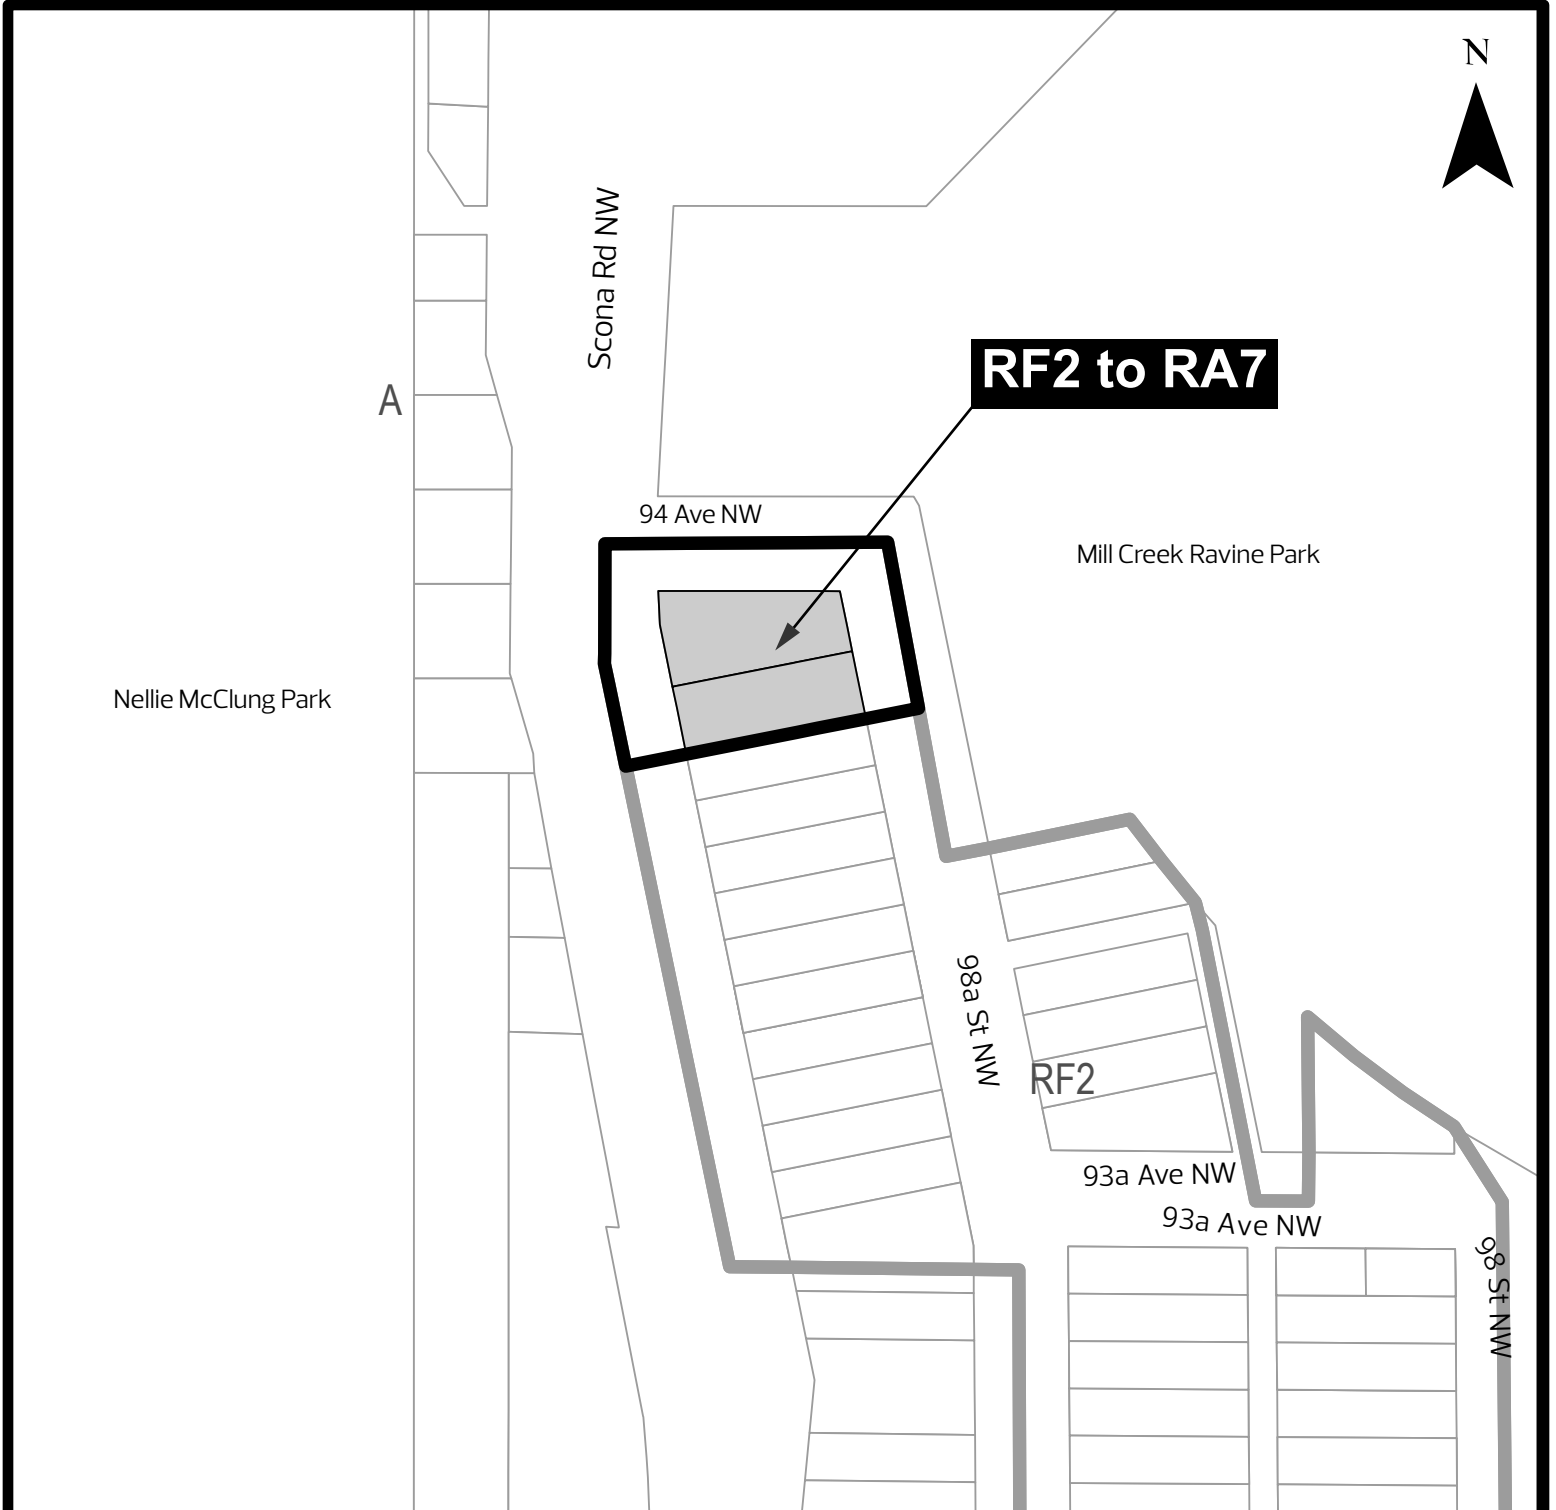 N
Scona Rd NW
RF2 to RA7
A
94 Ave NW
Mill Creek Ravine Park
Nellie McClung Park
98a St NW
RF2
93a Ave NW
93a Ave NW
98 St NW